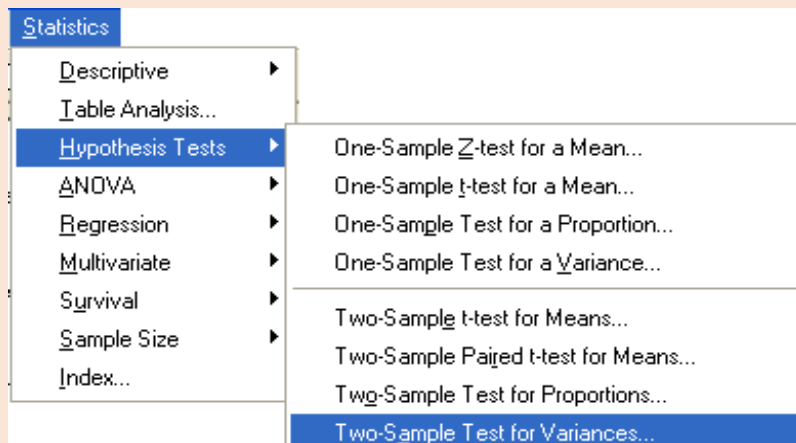 Statistics
Descriptive
Table Analysis...
Hypothesis Tests
ANOVA
Regression
Multivariate
Survival
Sample Size
Index...
One-Sample Z-test for a Mean...
One-Sample t-test for a Mean...
One-Sample Test for a Proportion...
One-Sample Test for a Variance...
Two-Sample t-test for Means...
Two-Sample Paired t-test for Means...
Two-Sample Test for Proportions...
Two-Sample Test for Variances...